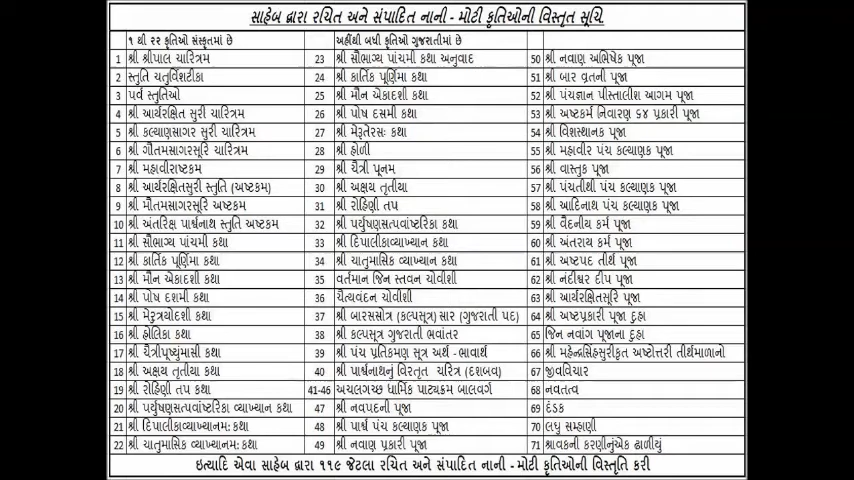 સાહેબ દ્વારા રચિત અને સંપાદિત નાની - મોટી કૃતિઓની વિસ્તૃત સૂચિ
૧ થી ૨૨ કૃતિઓ સંસ્કૃતમાં છે
1 શ્રી શ્રીપાલ ચારિત્રમ
2 સ્તુતિ ચતુર્વિશટીકા
3 પર્વ સ્તુતિઓ
4 શ્રી આર્યરક્ષિત સુરી ચારિત્રમ
5 શ્રી કલ્યાણસાગર સુરી ચારિત્રમ
6 શ્રી ગૌતમસાગરસૂરિ ચારિત્રમ
7 શ્રી મહાવીરાષ્ટકમ
8 શ્રી આર્યરક્ષિતસુરી સ્તુતિ (અષ્ટકમ)
9 શ્રી મૌતમસાગરસૂરિ અષ્ટકમ
10 શ્રી અંતરિક્ષ પાર્શ્વનાથ સ્તુતિ અષ્ટકમ
11 શ્રી સૌભાગ્ય પાંચમી કથા
12 શ્રી કાર્તિક પૂર્ણિમા કથા
13 શ્રી મૌન એકાદશી કથા
14 શ્રી પોષ દશમી કથા
15 શ્રી મેરુત્રયોદશી કથા
16 શ્રી હોલિકા કથા
17 શ્રી ચૈત્રીપૂર્ણ્યુંમાસી કથા
18 શ્રી અક્ષય તૃતીયા કથા
19 શ્રી રોહિણી તપ કથા
20 શ્રી પર્યુષણસત્પવાંષ્ટરિકા વ્યાખ્યાન કથા
21 શ્રી દિપાલીકાવ્યાખ્યાનમ: કથા
22 શ્રી ચાતુમાસિક વ્યાખ્યાનમ: કથા
અહીંથી બધી કૃતિઓ ગુજરાતીમાં છે
23 શ્રી સૌભાગ્ય પાંચમી કથા અનુવાદ
24 શ્રી કાર્તિક પૂર્ણિમા કથા
25 શ્રી મૌન એકાદશી કથા
26 શ્રી પોષ દસમી કથા
27 શ્રી મેરૂતેરસઃ કથા
28 શ્રી હોળી
29 શ્રી ચૈત્રી પૂનમ
30 શ્રી અક્ષય તૃતીયા
31 શ્રી રોહિણી તપ
32 શ્રી પર્યુષણસત્પવાંષ્ટરિકા કથા
33 શ્રી દિપાલીકાવ્યાખ્યાન કથા
34 શ્રી ચાતુમાસિક વ્યાખ્યાન કથા
35 વર્તમાન જિન સ્તવન ચોવીશી
36 ચૈત્યવંદન ચોવીશી
37 શ્રી બારસસોત્ર (કલ્પસૂત્ર) સાર (ગુજરાતી પદ)
38 શ્રી કલ્પસૂત્ર ગુજરાતી ભવાંતર
39 શ્રી પંચ પ્રતિકમણ સૂત્ર અર્થ - ભાવાર્થ
40 શ્રી પાર્શ્વનાથનું વિરતૃત ચરિત્ર (દશબવ)
41-46 અચલગચ્છ ધાર્મિક પાટ્યક્રમ બાલવર્ગ
47 શ્રી નવપદની પૂજા
48 શ્રી પાર્શ્વ પંચ કલ્યાણક પૂજા
49 શ્રી નવાણ પ્રકારી પૂજા
50 શ્રી નવાણ અભિષેક પૂજા
51 શ્રી બાર વ્રતની પૂજા
52 શ્રી પંચજ્ઞાન પીસ્તાલીશ આગમ પૂજા
53 શ્રી અષ્ટકર્મ નિવારણ ૬૪ પ્રકારી પૂજા
54 શ્રી વિશસ્થાનક પૂજા
55 શ્રી મહાવીર પંચ કલ્યાણક પૂજા
56 શ્રી વાસ્તુક પૂજા
57 શ્રી પંચતીથી પંચ કલ્યાણક પૂજા
58 શ્રી આદિનાથ પંચ કલ્યાણક પૂજા
59 શ્રી વૈદનીય કર્મ પૂજા
60 શ્રી અંતરાય કર્મ પૂજા
61 શ્રી અષ્ટપદ તીર્થ પૂજા
62 શ્રી નંદીશ્વર દીપ પૂજા
63 શ્રી આર્યરક્ષિતસૂરિ પૂજા
64 શ્રી અષ્ટપ્રકારી પૂજા દુહા
65 જિન નવાંગ પૂજાના દુહા
66 શ્રી મહેન્દ્રસિંહસુરીકૃત અષ્ટોત્તરી તીર્થમાળાનો
67 જીવવિચાર
68 નવતત્વ
69 દંડક
70 લઘુ સમ્હાણી
71 શ્રાવકની કરણીનુંએક ઢાળીયું
ઇત્યાદિ એવા સાહેબ દ્વારા ૧૧૯ જેટલા રચિત અને સંપાદિત નાની - મોટી કૃતિઓની વિસ્તૃતિ કરી